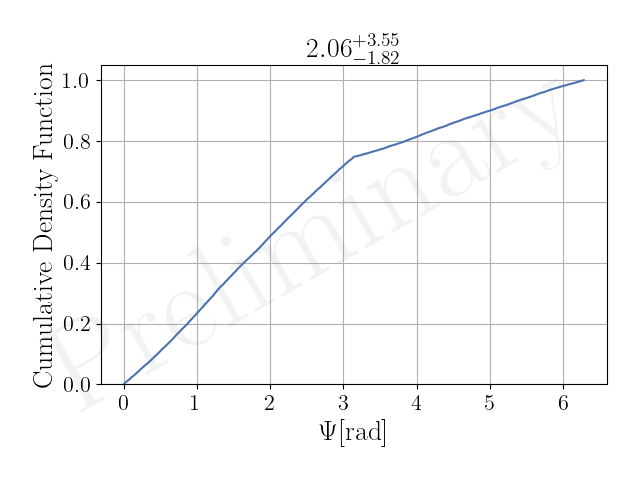 2.06^{+3.55}_{-1.82}
Cumulative Density Function
1.0
0.8
0.6
0.4
0.2
0.0
Preliminary
0 1 2 3 4 5 6
Ψ[rad]